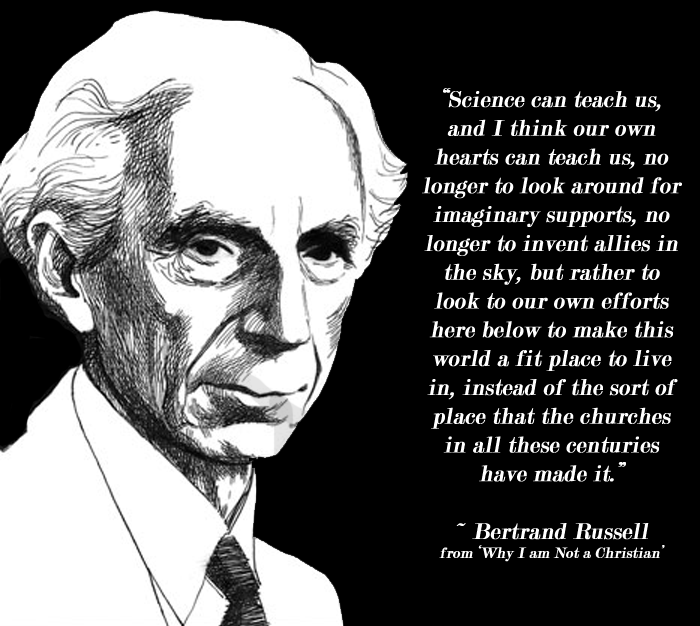 “Science can teach us,
and I think our own
hearts can teach us, no
longer to look around for
imaginary supports, no
longer to invent allies in
the sky, but rather to
look to our own efforts
here below to make this
world a fit place to live
in, instead of the sort of
place that the churches
in all these centuries
have made it.”
~ Bertrand Russell
from ‘Why I am Not a Christian’